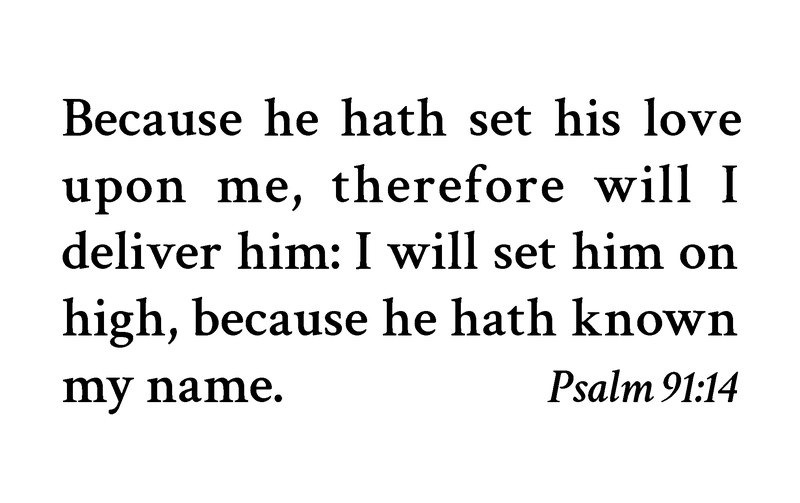 Because he hath set his love
upon me, therefore will I
deliver him: I will set him on
high, because he hath known
my name. Psalm 91:14